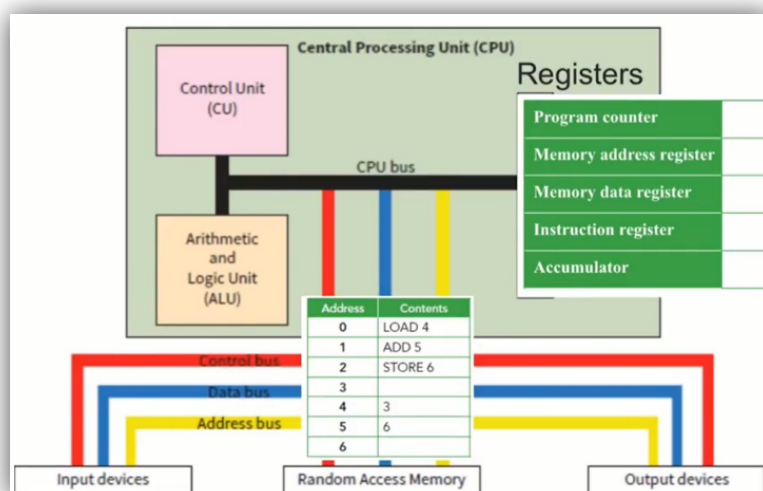 Central Processing Unit (CPU)
Control Unit
(CU)
Registers
Program counter
Memory address register
Memory data register
Instruction register
Accumulator
CPU bus
Arithmetic
and
Logic Unit
(ALU)
Address Contents
0 LOAD 4
1 ADD 5
2 STORE 6
3
4 3
5 6
6
Control bus
Data bus
Address bus
Input devices
Random Access Memory
Output devices